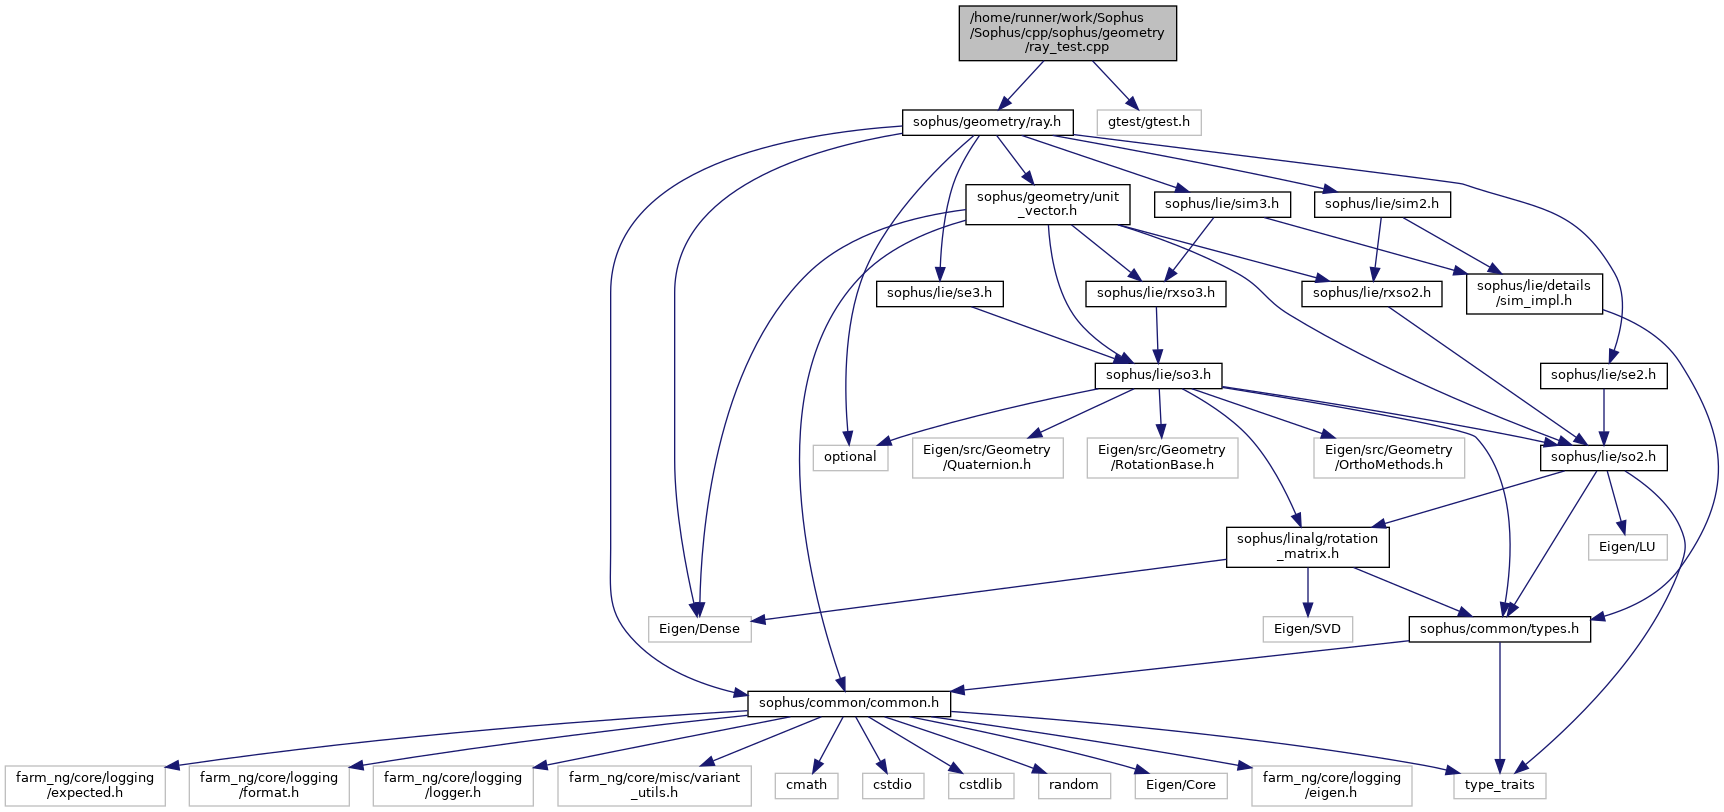 /home/runner/work/Sophus
/Sophus/cpp/sophus/geometry
/ray_test.cpp
sophus/geometry/ray.h
gtest/gtest.h
sophus/geometry/unit
_vector.h
sophus/lie/sim3.h
sophus/lie/sim2.h
sophus/lie/se3.h
sophus/lie/rxso3.h
sophus/lie/rxso2.h
sophus/lie/details
/sim_impl.h
sophus/lie/so3.h
sophus/lie/se2.h
optional
Eigen/src/Geometry
/Quaternion.h
Eigen/src/Geometry
/RotationBase.h
Eigen/src/Geometry
/OrthoMethods.h
sophus/lie/so2.h
sophus/linalg/rotation
_matrix.h
Eigen/LU
Eigen/Dense
Eigen/SVD
sophus/common/types.h
sophus/common/common.h
farm_ng/core/logging
/expected.h
farm_ng/core/logging
/format.h
farm_ng/core/logging
/logger.h
farm_ng/core/misc/variant
_utils.h
cmath
cstdio
cstdlib
random
Eigen/Core
farm_ng/core/logging
/eigen.h
type_traits